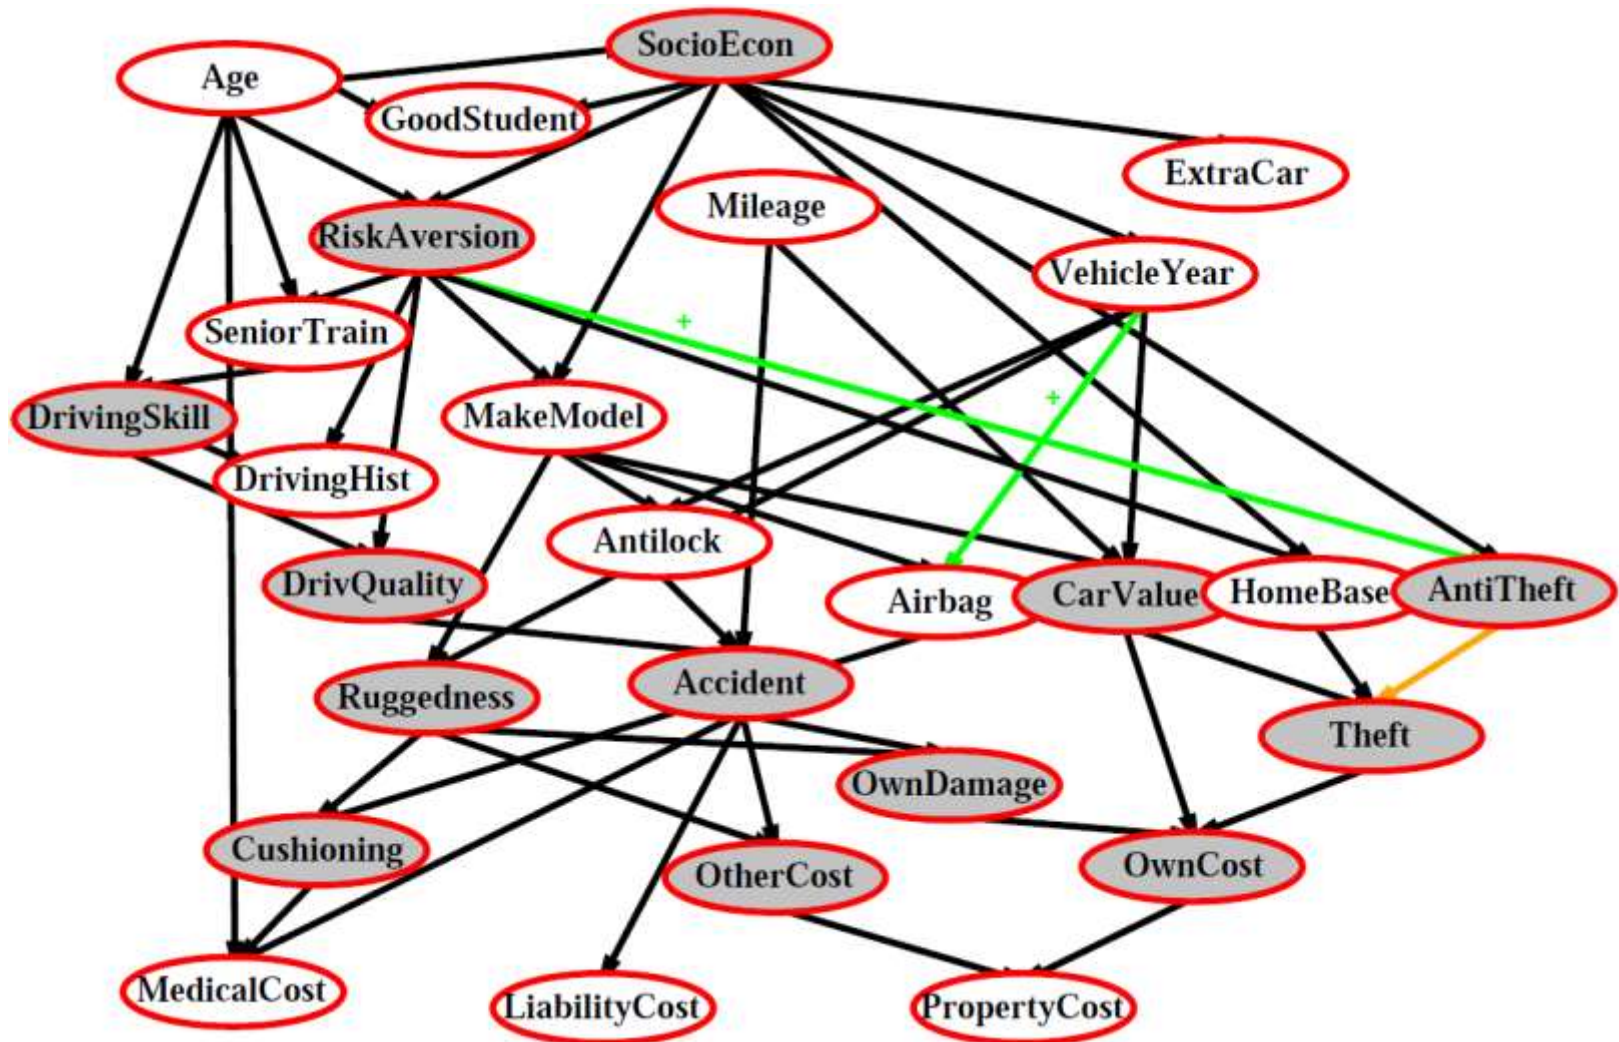 SocioEcon
Age
GoodStudent
ExtraCar
Mileage
RiskAversion
VehicleYear
+
SeniorTrain
+
DrivingSkill
MakeModel
DrivingHist
Antilock
DrivQuality
Airbag
CarValue
HomeBase
AntiTheft
Accident
Ruggedness
Theft
OwnDamage
Cushioning
OtherCost
OwnCost
MedicalCost
LiabilityCost
PropertyCost